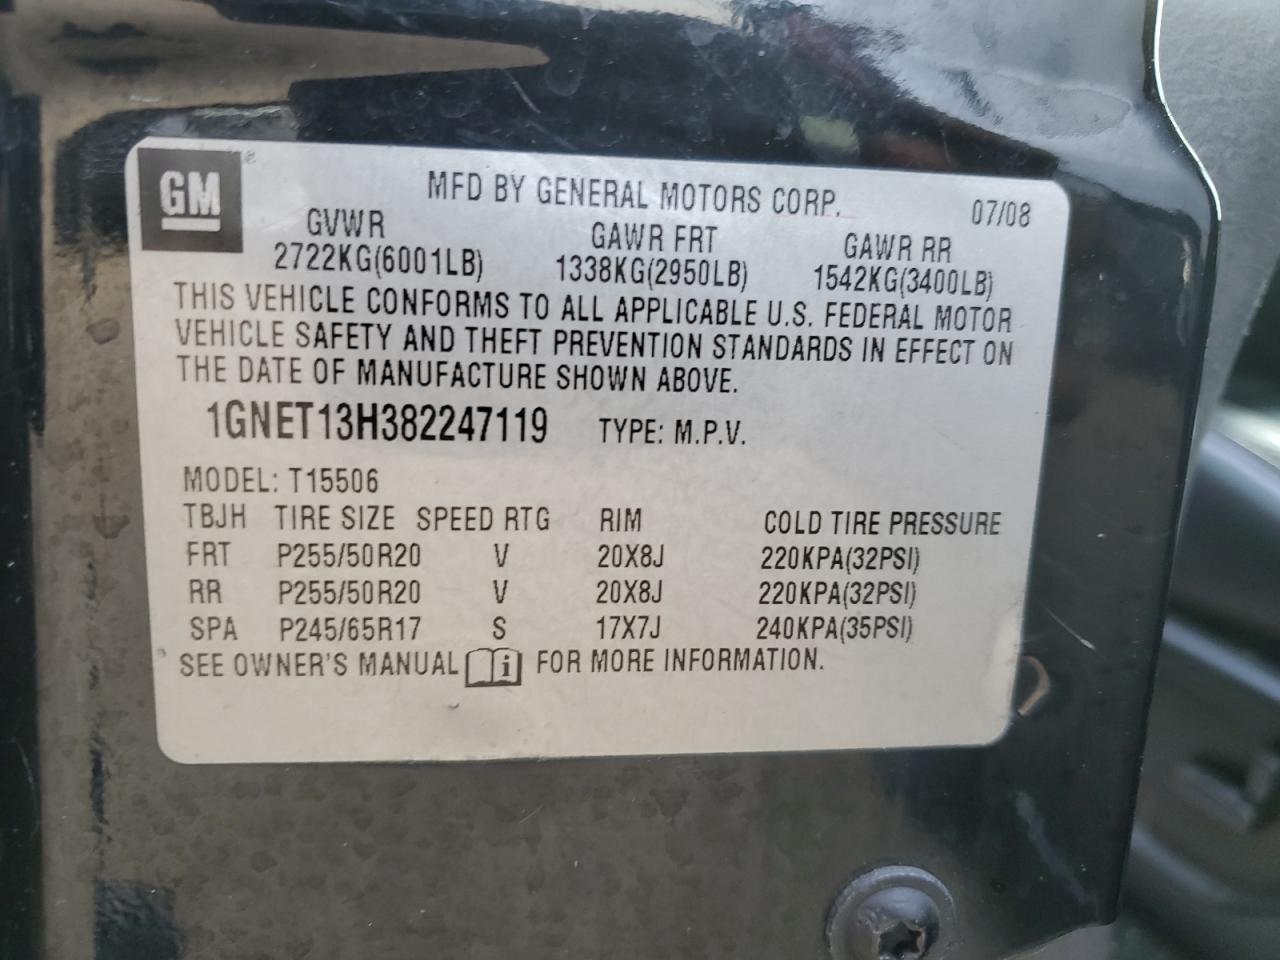 GM® MFD BY GENERAL MOTORS CORP. 07/08
GVWR GAWR FRT GAWR RR
2722KG(6001LB) 1338KG(2950LB) 1542KG(3400LB)
THIS VEHICLE CONFORMS TO ALL APPLICABLE U.S. FEDERAL MOTOR
VEHICLE SAFETY AND THEFT PREVENTION STANDARDS IN EFFECT ON
THE DATE OF MANUFACTURE SHOWN ABOVE.
1GNET13H382247119 TYPE: M.P.V.
MODEL: T15506
TBJH TIRE SIZE SPEED RTG RIM COLD TIRE PRESSURE
FRT P255/50R20 V 20X8J 220KPA(32PSI)
RR P255/50R20 V 20X8J 220KPA(32PSI)
SPA P245/65R17 S 17X7J 240KPA(35PSI)
SEE OWNER'S MANUAL i FOR MORE INFORMATION.